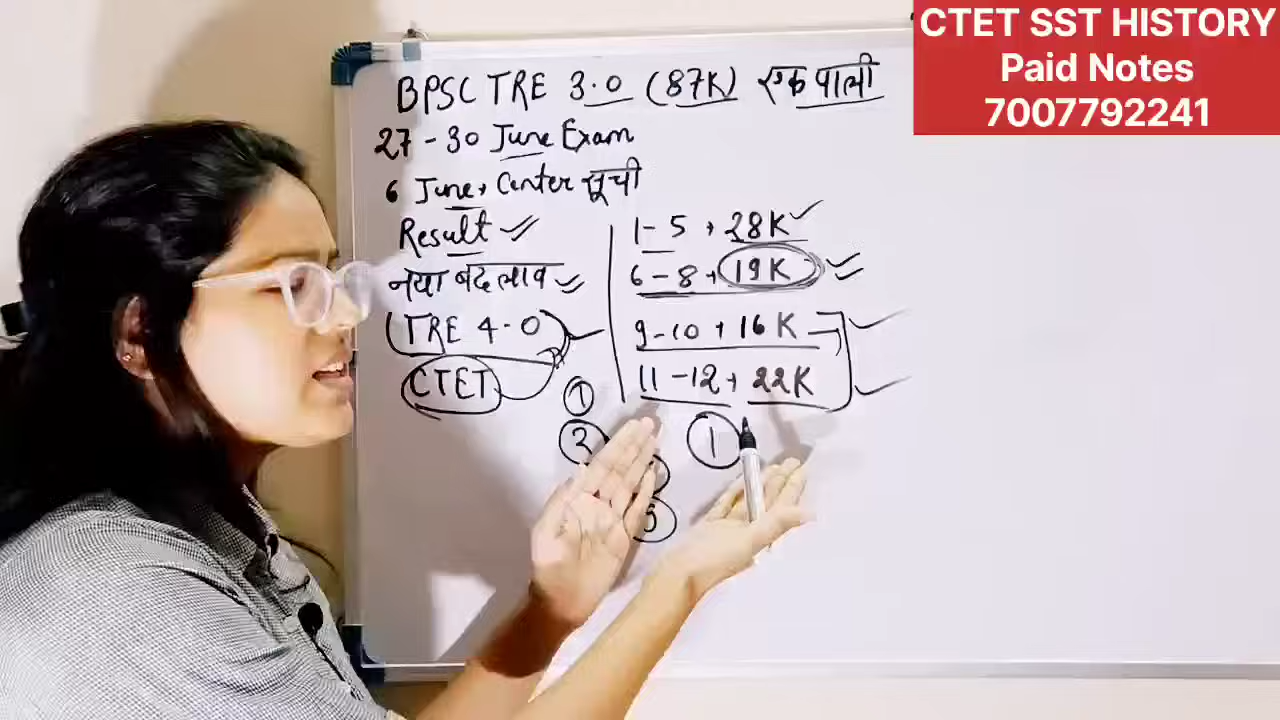 CTET SST HISTORY
Paid Notes
7007792241
BPSC TRE 3.0 (87K) एक पाली
27 - 30 June Exam
6 June, Center सूची
Result
नया बदलाव
TRE 4.0
CTET
1 - 5 → 28K
6 - 8 → 19K
9 - 10 → 16K
11 - 12 → 22K
1
1